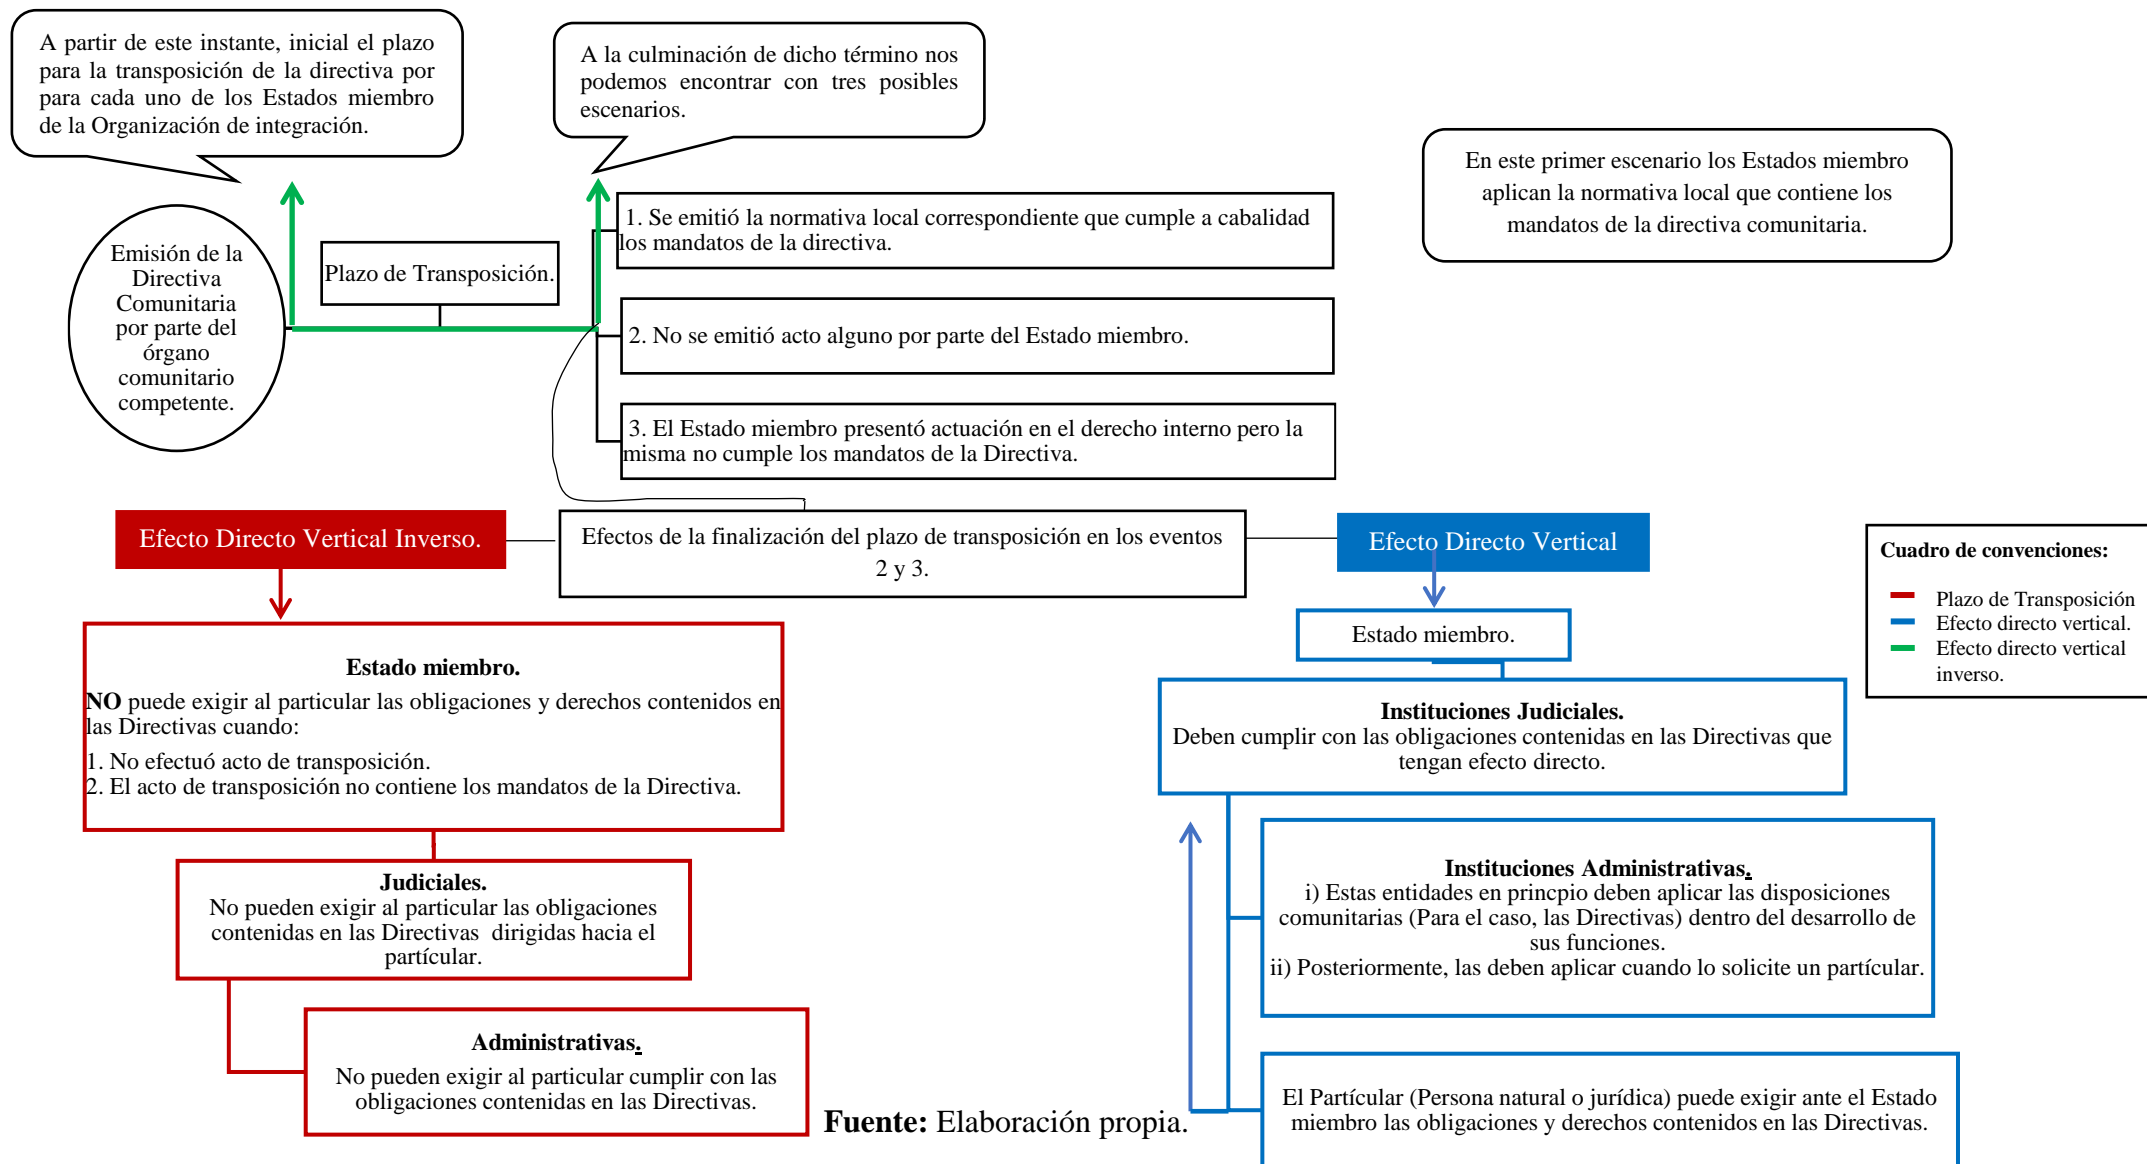 A partir de este instante, inicial el plazo
para la transposición de la directiva por
para cada uno de los Estados miembro
de la Organización de integración.
A la culminación de dicho término nos
podemos encontrar con tres posibles
escenarios.
En este primer escenario los Estados miembro
aplican la normativa local que contiene los
mandatos de la directiva comunitaria.
Emisión de la
Directiva
Comunitaria
por parte del
órgano
comunitario
competente.
Plazo de Transposición.
1. Se emitió la normativa local correspondiente que cumple a cabalidad
los mandatos de la directiva.
2. No se emitió acto alguno por parte del Estado miembro.
3. El Estado miembro presentó actuación en el derecho interno pero la
misma no cumple los mandatos de la Directiva.
Efecto Directo Vertical Inverso.
Efectos de la finalización del plazo de transposición en los eventos
2 y 3.
Efecto Directo Vertical
Cuadro de convenciones:
Plazo de Transposición
Efecto directo vertical.
Efecto directo vertical
inverso.
Estado miembro.
NO puede exigir al particular las obligaciones y derechos contenidos en
las Directivas cuando:
1. No efectuó acto de transposición.
2. El acto de transposición no contiene los mandatos de la Directiva.
Judiciales.
No pueden exigir al particular las obligaciones
contenidas en las Directivas dirigidas hacia el
partícular.
Administrativas.
No pueden exigir al particular cumplir con las
obligaciones contenidas en las Directivas.
Estado miembro.
Instituciones Judiciales.
Deben cumplir con las obligaciones contenidas en las Directivas que
tengan efecto directo.
Instituciones Administrativas.
i) Estas entidades en princpio deben aplicar las disposiciones
comunitarias (Para el caso, las Directivas) dentro del desarrollo de
sus funciones.
ii) Posteriormente, las deben aplicar cuando lo solicite un partícular.
El Partícular (Persona natural o jurídica) puede exigir ante el Estado
miembro las obligaciones y derechos contenidos en las Directivas.
Fuente: Elaboración propia.